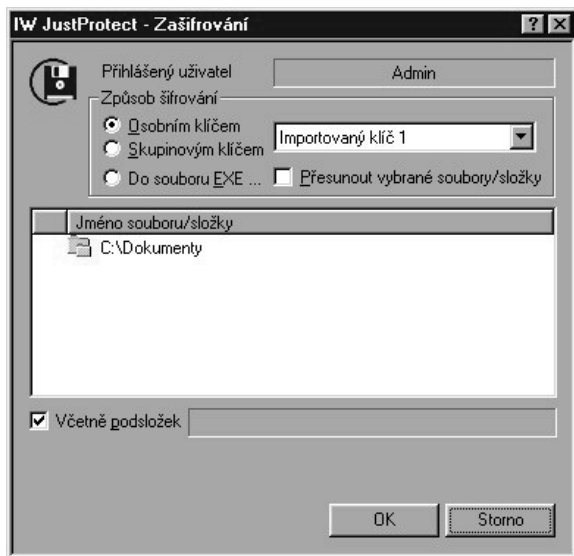 IW JustProtect - Zašifrování
Přihlášený uživatel
Admin
Způsob šifrování
Osobním klíčem
Skupinovým klíčem
Importovaný klíč 1
Do souboru EXE ...
Přesunout vybrané soubory/složky
Jméno souboru/složky
C:\Dokumenty
Včetně podsložek
OK
Storno